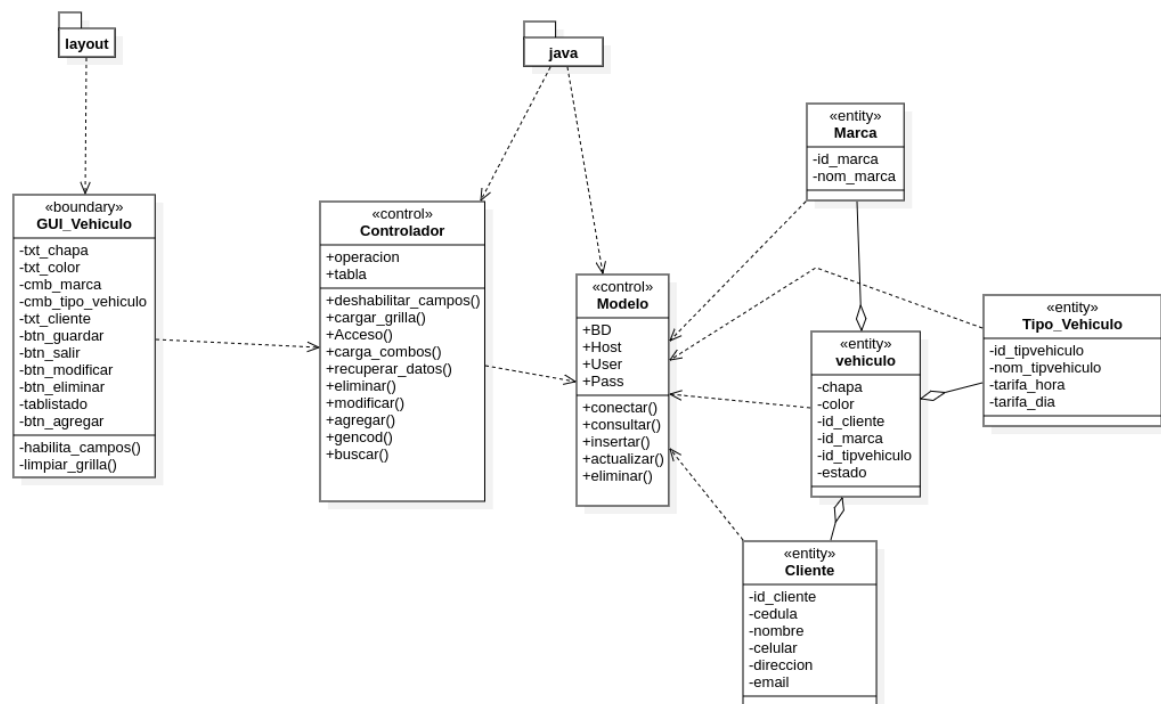 layout
java
«boundary»
GUI_Vehiculo
-txt_chapa
-txt_color
-cmb_marca
-cmb_tipo_vehiculo
-txt_cliente
-btn_guardar
-btn_salir
-btn_modificar
-btn_eliminar
-tablistado
-btn_agregar
-habilita_campos()
-limpiar_grilla()
«control»
Controlador
+operacion
+tabla
+deshabilitar_campos()
+cargar_grilla()
+Acceso()
+carga_combos()
+recuperar_datos()
+eliminar()
+modificar()
+agregar()
+gencod()
+buscar()
«control»
Modelo
+BD
+Host
+User
+Pass
+conectar()
+consultar()
+insertar()
+actualizar()
+eliminar()
«entity»
Marca
-id_marca
-nom_marca
«entity»
vehiculo
-chapa
-color
-id_cliente
-id_marca
-id_tipvehiculo
-estado
«entity»
Tipo_Vehiculo
-id_tipvehiculo
-nom_tipvehiculo
-tarifa_hora
-tarifa_dia
«entity»
Cliente
-id_cliente
-cedula
-nombre
-celular
-direccion
-email